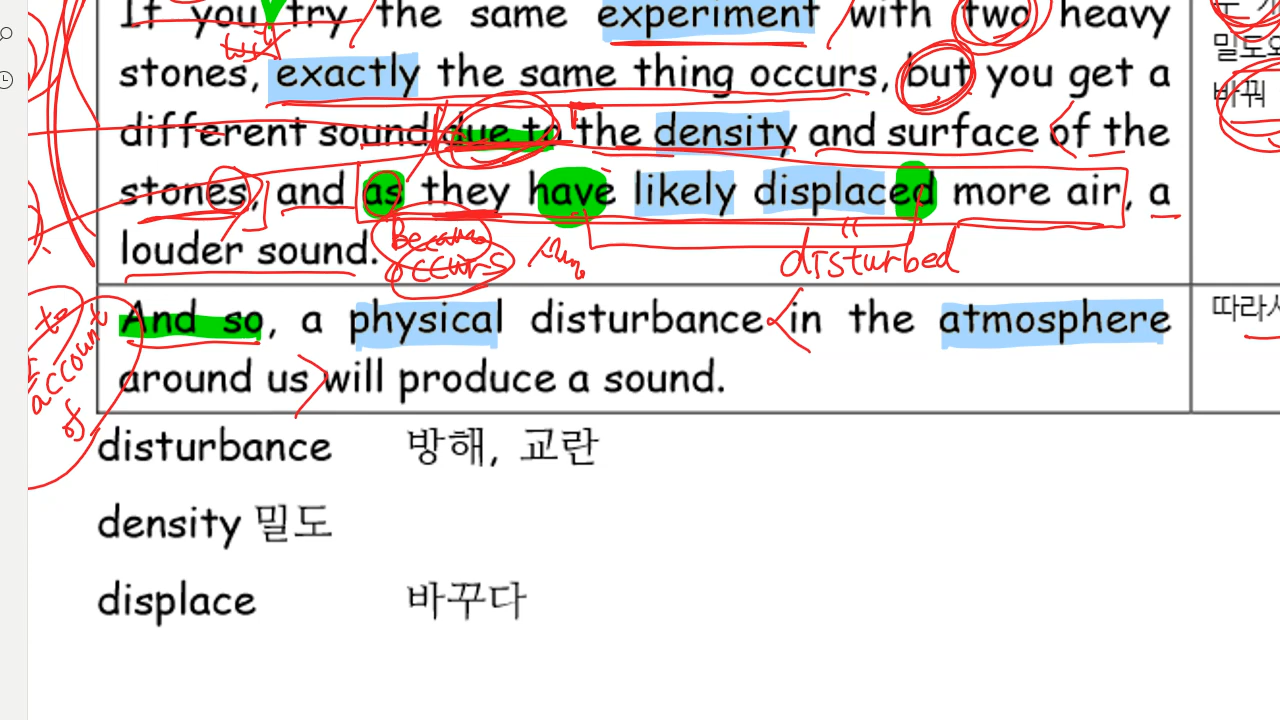 If you try the same experiment with two heavy
stones, exactly the same thing occurs, but you get a
different sound due to the density and surface of the
stones, and as they have likely displaced more air, a
louder sound.
occurs
disturbed
And so, a physical disturbance in the atmosphere
around us will produce a sound.
to
account
of
밀도와
바꿔
따라서
disturbance 방해, 교란
density 밀도
displace 바꾸다